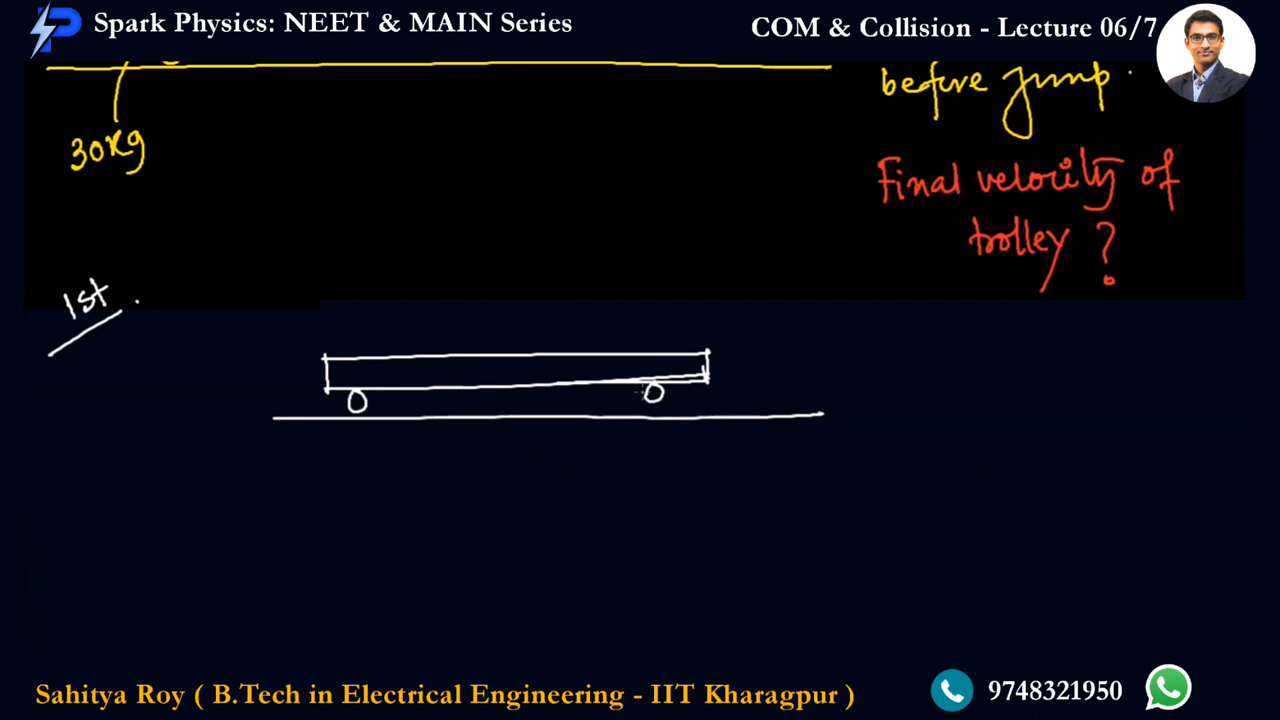 Spark Physics: NEET & MAIN Series
COM & Collision - Lecture 06/7
before jump.
30kg
Final velocity of
trolley ?
1st.
Sahitya Roy ( B.Tech in Electrical Engineering - IIT Kharagpur )
9748321950